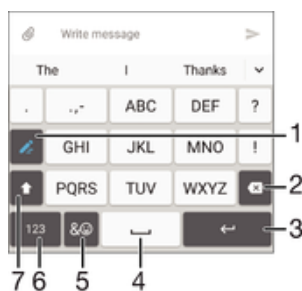 Write message
The I Thanks
. .,- ABC DEF ?
GHI JKL MNO ! 1
PQRS TUV WXYZ 2
123 &☺ 3
7 6 5 4